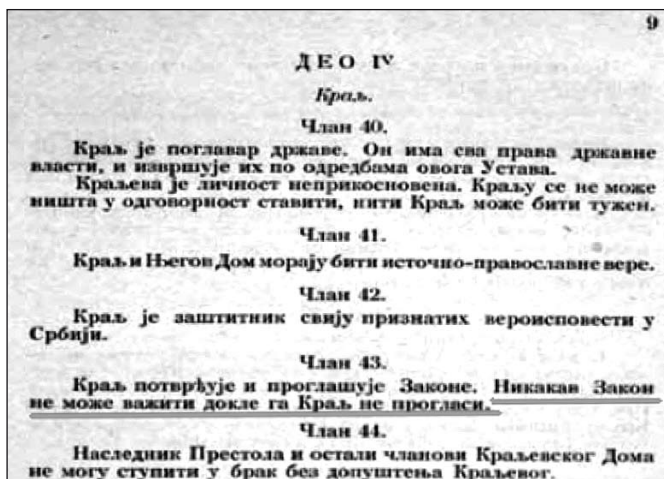 9
ДЕО IV
Краљ.
Члан 40.
Краљ је поглавар државе. Он има сва права државне
власти, и извршује их по одредбама овога Устава.
Краљева је личност неприкосновена. Краљу се не може
ништа у одговорност ставити, нити Краљ може бити тужен.
Члан 41.
Краљ и Његов Дом морају бити источно-православне вере.
Члан 42.
Краљ је заштитник свију признатих вероисповести у
Србији.
Члан 43.
Краљ потврђује и проглашује Законе. Никакав Закон
не може важити докле га Краљ не прогласи.
Члан 44.
Наследник Престола и остали чланови Краљевског Дома
не могу ступити у брак без допуштења Краљевог.